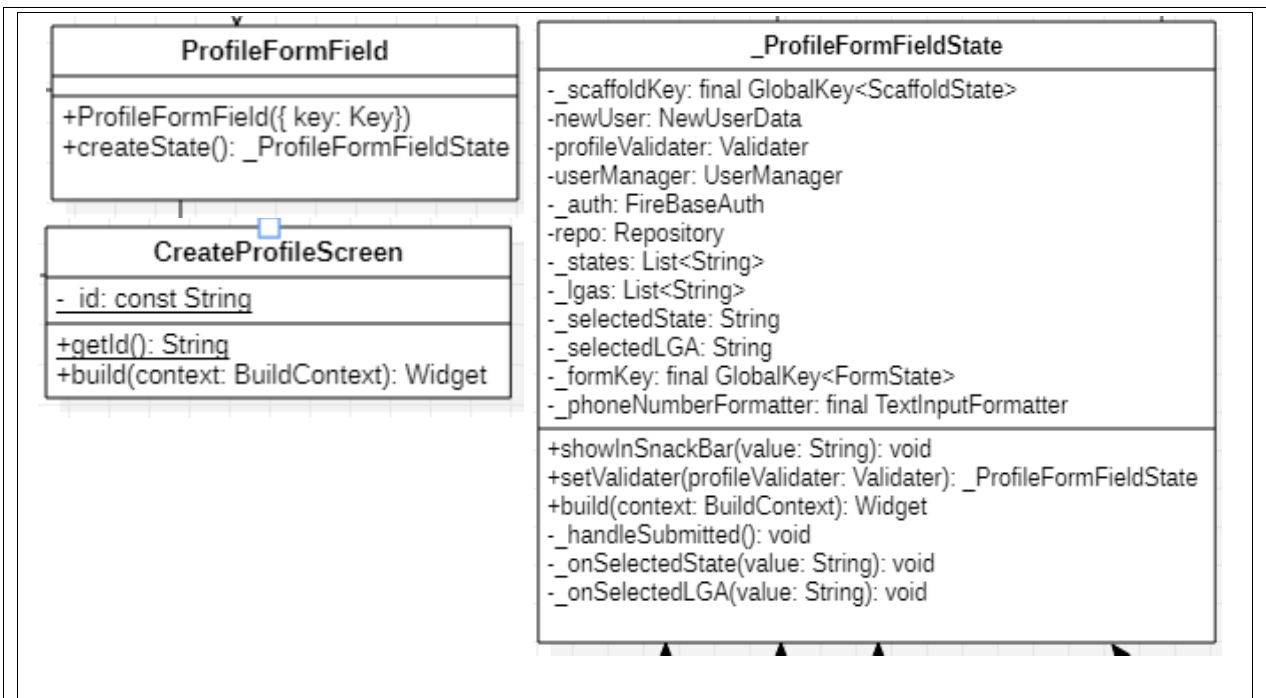 ProfileFormField
+ProfileFormField({ key: Key})
+createState(): _ProfileFormFieldState
CreateProfileScreen
-_id: const String
+getId(): String
+build(context: BuildContext): Widget
_ProfileFormFieldState
-_scaffoldKey: final GlobalKey<ScaffoldState>
-newUser: NewUserData
-profileValidater: Validater
-userManager: UserManager
-_auth: FireBaseAuth
-repo: Repository
-_states: List<String>
-_lgas: List<String>
-_selectedState: String
-_selectedLGA: String
-_formKey: final GlobalKey<FormState>
-_phoneNumberFormatter: final TextInputFormatter
+showInSnackBar(value: String): void
+setValidater(profileValidater: Validater): _ProfileFormFieldState
+build(context: BuildContext): Widget
-_handleSubmitted(): void
-_onSelectedState(value: String): void
-_onSelectedLGA(value: String): void